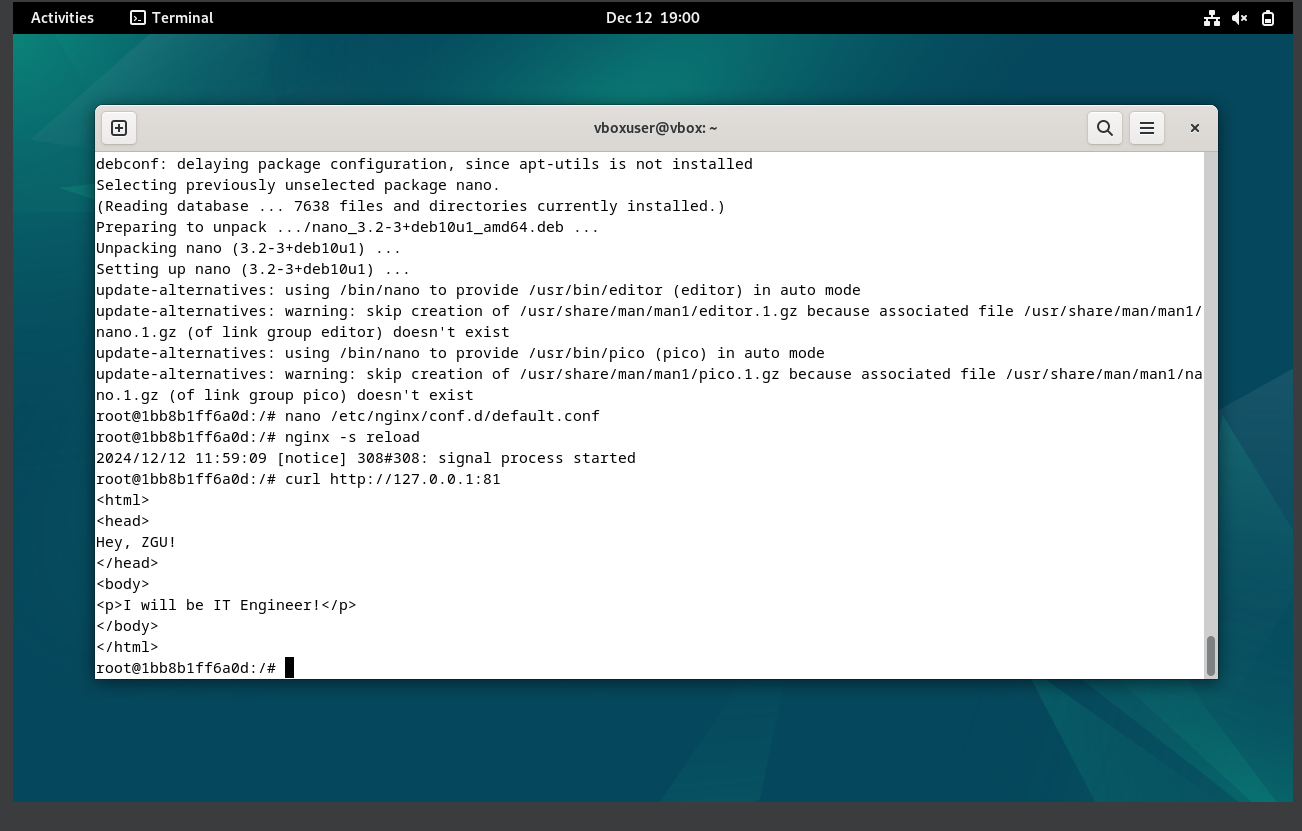 Activities Terminal Dec 12 19:00
vboxuser@vbox: ~
debconf: delaying package configuration, since apt-utils is not installed
Selecting previously unselected package nano.
(Reading database ... 7638 files and directories currently installed.)
Preparing to unpack .../nano_3.2-3+deb10u1_amd64.deb ...
Unpacking nano (3.2-3+deb10u1) ...
Setting up nano (3.2-3+deb10u1) ...
update-alternatives: using /bin/nano to provide /usr/bin/editor (editor) in auto mode
update-alternatives: warning: skip creation of /usr/share/man/man1/editor.1.gz because associated file /usr/share/man/man1/
nano.1.gz (of link group editor) doesn't exist
update-alternatives: using /bin/nano to provide /usr/bin/pico (pico) in auto mode
update-alternatives: warning: skip creation of /usr/share/man/man1/pico.1.gz because associated file /usr/share/man/man1/na
no.1.gz (of link group pico) doesn't exist
root@1bb8b1ff6a0d:/# nano /etc/nginx/conf.d/default.conf
root@1bb8b1ff6a0d:/# nginx -s reload
2024/12/12 11:59:09 [notice] 308#308: signal process started
root@1bb8b1ff6a0d:/# curl http://127.0.0.1:81
<html>
<head>
Hey, ZGU!
</head>
<body>
<p>I will be IT Engineer!</p>
</body>
</html>
root@1bb8b1ff6a0d:/#